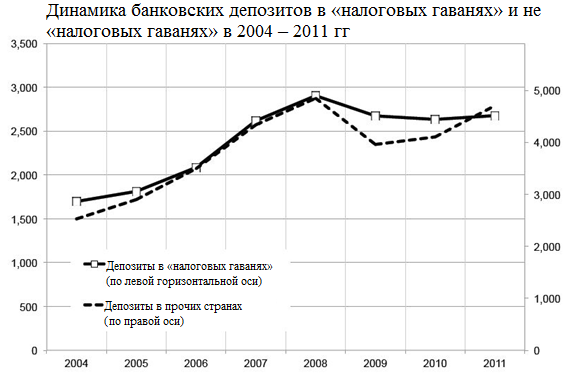 Динамика банковских депозитов в «налоговых гаванях» и не
«налоговых гаванях» в 2004 – 2011 гг
3,500
3,000
2,500
2,000
1,500
1,000
500
0
5,000
4,000
3,000
2,000
1,000
0
Депозиты в «налоговых гаванях»
(по левой горизонтальной оси)
Депозиты в прочих странах
(по правой оси)
2004 2005 2006 2007 2008 2009 2010 2011